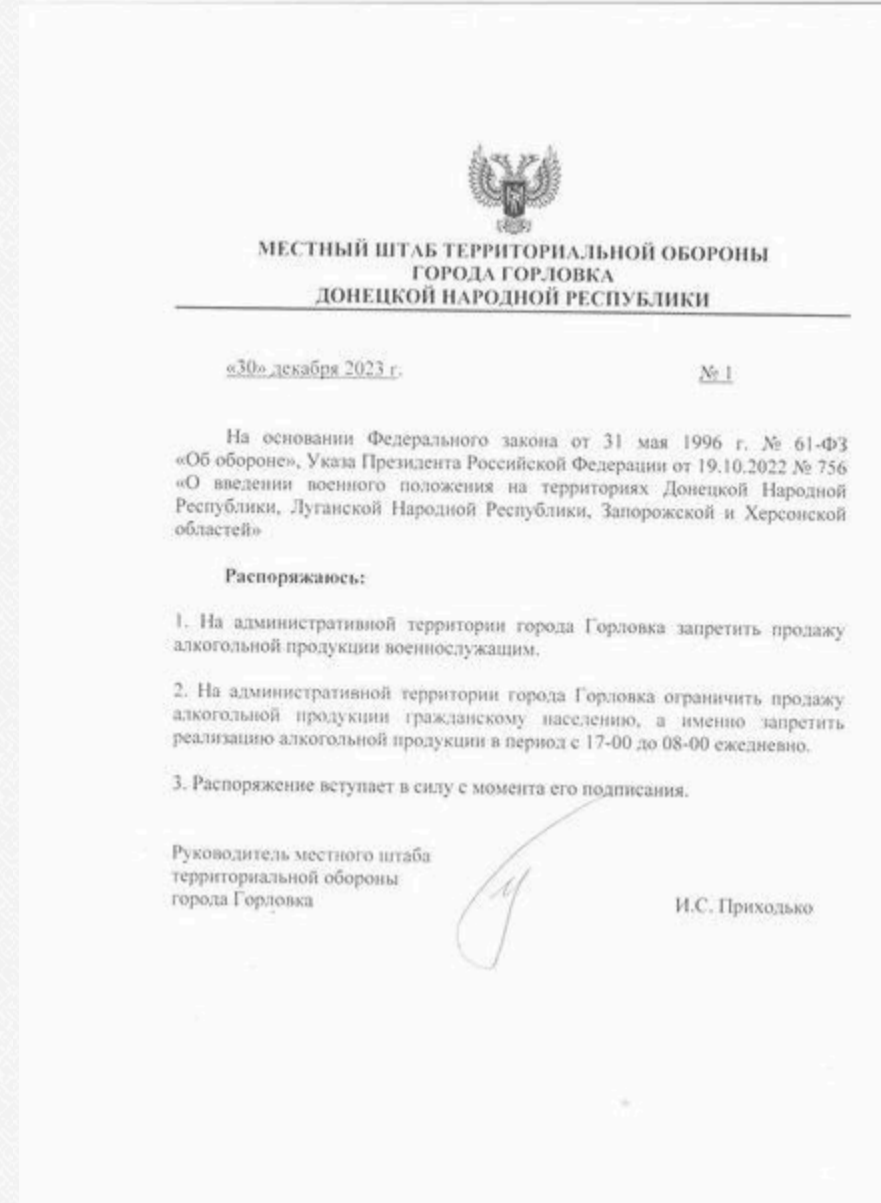 МЕСТНЫЙ ШТАБ ТЕРРИТОРИАЛЬНОЙ ОБОРОНЫ
ГОРОДА ГОРЛОВКА
ДОНЕЦКОЙ НАРОДНОЙ РЕСПУБЛИКИ
«30» декабря 2023 г. № 1
На основании Федерального закона от 31 мая 1996 г. № 61-ФЗ
«Об обороне», Указа Президента Российской Федерации от 19.10.2022 № 756
«О введении военного положения на территориях Донецкой Народной
Республики, Луганской Народной Республики, Запорожской и Херсонской
областей»
Распоряжаюсь:
1. На административной территории города Горловка запретить продажу
алкогольной продукции военнослужащим.
2. На административной территории города Горловка ограничить продажу
алкогольной продукции гражданскому населению, а именно запретить
реализацию алкогольной продукции в период с 17-00 до 08-00 ежедневно.
3. Распоряжение вступает в силу с момента его подписания.
Руководитель местного штаба
территориальной обороны
города Горловка И.С. Приходько